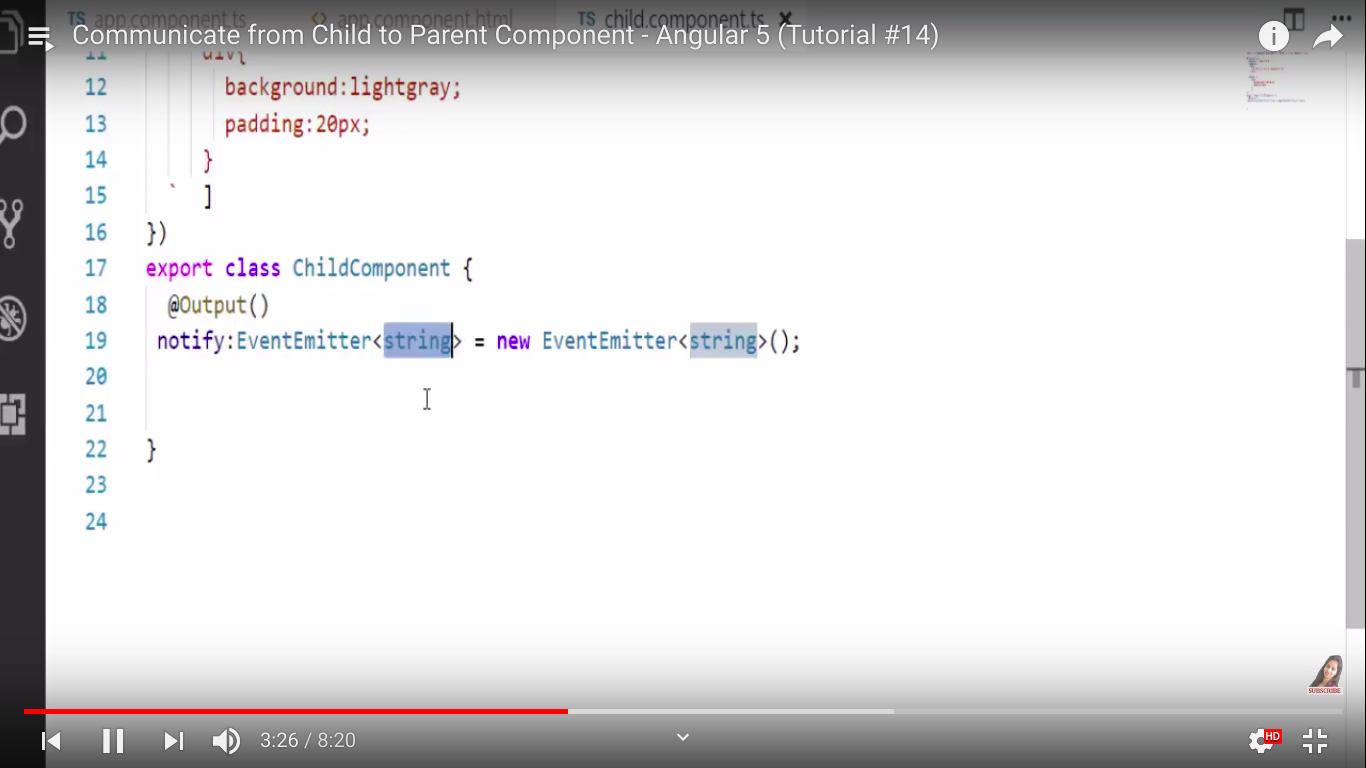 TS app.component.ts <> app.component.html TS child.component.ts ×
Communicate from Child to Parent Component - Angular 5 (Tutorial #14)
11 div{
12 background:lightgray;
13 padding:20px;
14 }
15 ` ]
16 })
17 export class ChildComponent {
18 @Output()
19 notify:EventEmitter<string> = new EventEmitter<string>();
20
21
22 }
23
24
SUBSCRIBE
3:26 / 8:20
HD